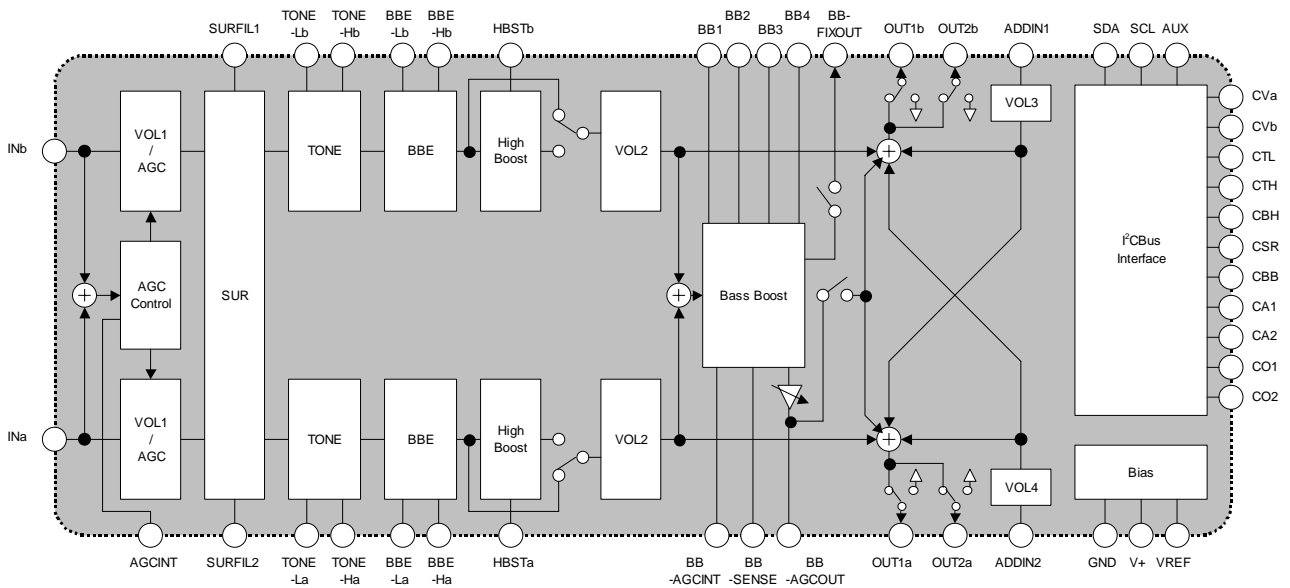 SURFIL1
TONE
-Lb
TONE
-Hb
BBE
-Lb
BBE
-Hb
HBSTb
BB1
BB2
BB3
BB4
BB-
FIXOUT
OUT1b
OUT2b
ADDIN1
SDA
SCL
AUX
INb
VOL1
/
AGC
TONE
BBE
High
Boost
VOL2
VOL3
AGC
Control
SUR
Bass Boost
I²CBus
Interface
CVa
CVb
CTL
CTH
CBH
CSR
CBB
CA1
CA2
CO1
CO2
INa
VOL1
/
AGC
TONE
BBE
High
Boost
VOL2
VOL4
Bias
AGCINT
SURFIL2
TONE
-La
TONE
-Ha
BBE
-La
BBE
-Ha
HBSTa
BB
-AGCINT
BB
-SENSE
BB
-AGCOUT
OUT1a
OUT2a
ADDIN2
GND
V+
VREF